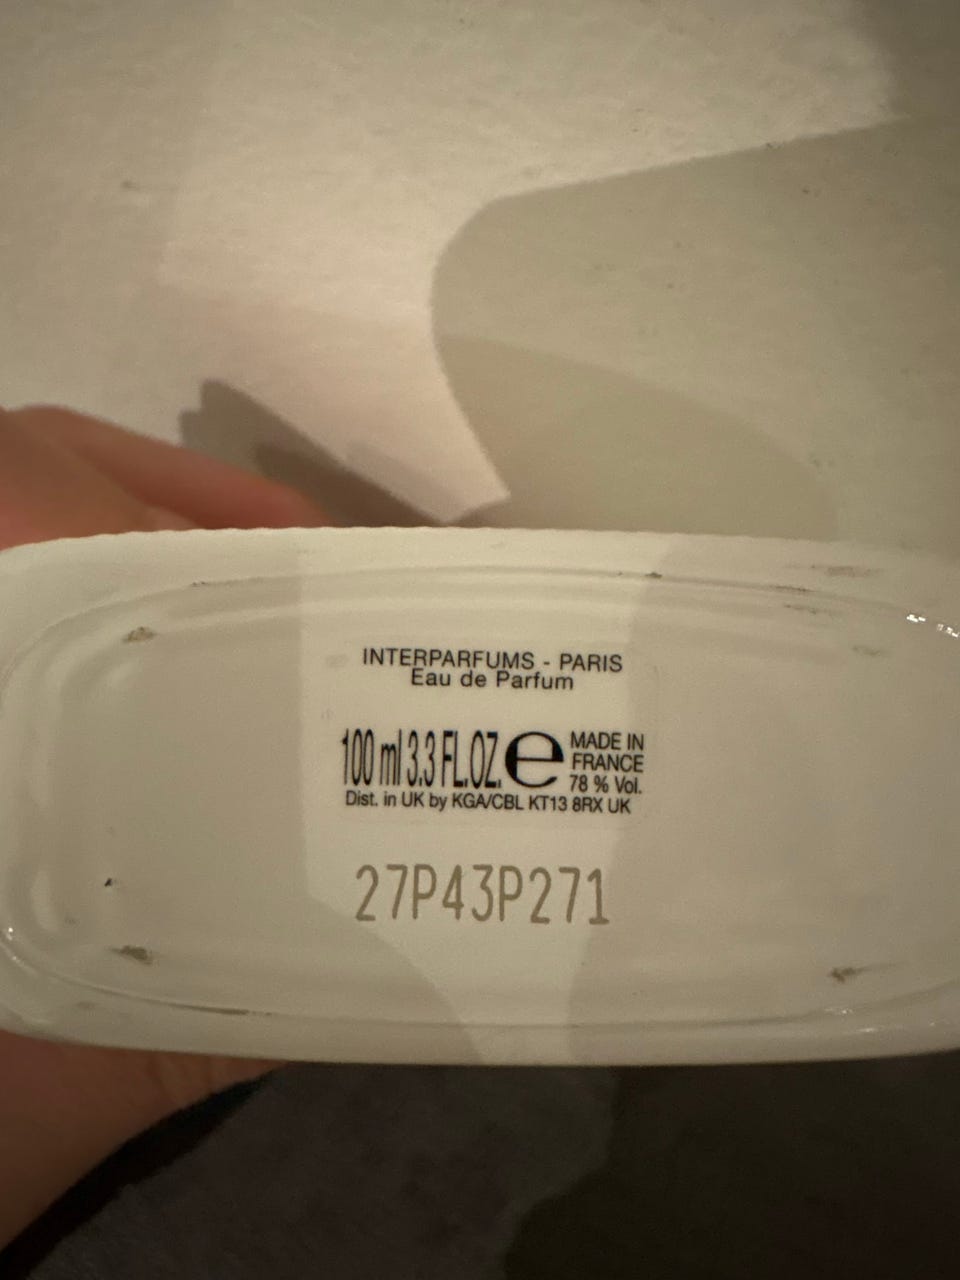 INTERPARFUMS - PARIS
Eau de Parfum
100 ml 3.3 FL.OZ. e MADE IN
FRANCE
78 % Vol.
Dist. in UK by KGA/CBL KT13 8RX UK
27P43P271